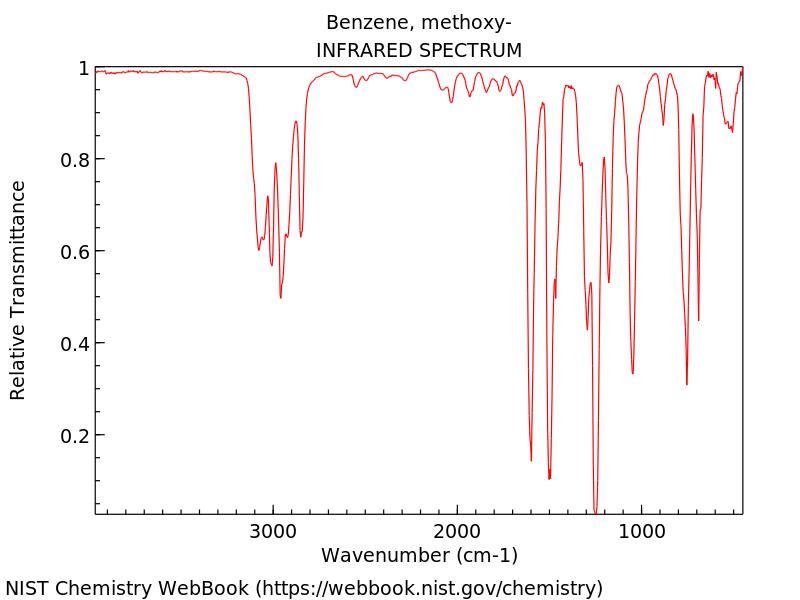 Benzene, methoxy-
INFRARED SPECTRUM
1
0.8
0.6
0.4
0.2
Relative Transmittance
3000 2000 1000
Wavenumber (cm-1)
NIST Chemistry WebBook (https://webbook.nist.gov/chemistry)